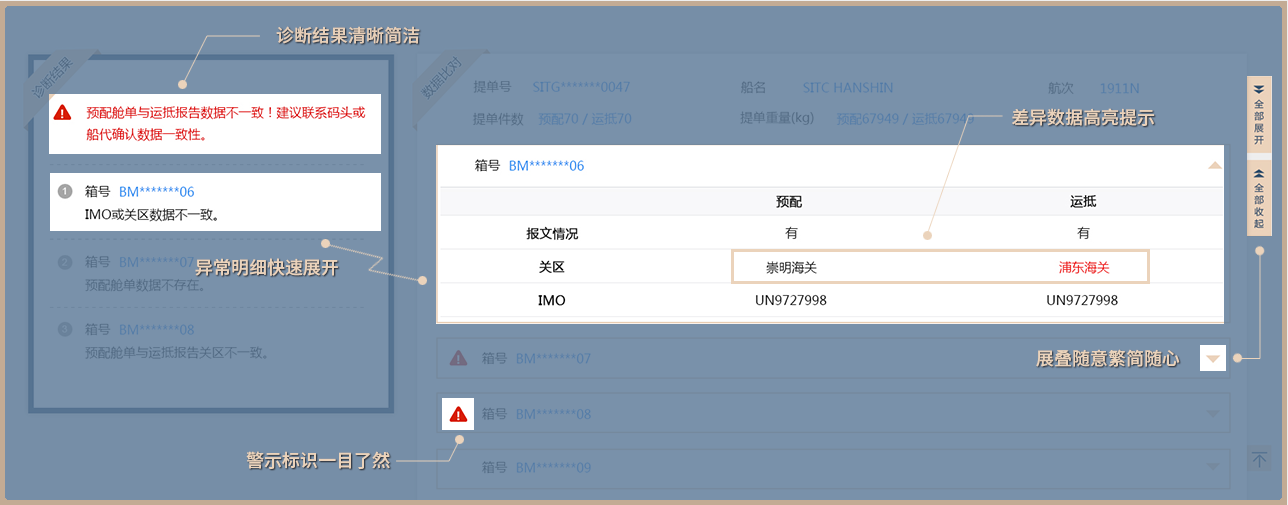 诊断结果清晰简洁
诊断结果
预配舱单与运抵报告数据不一致！建议联系码头或
船代确认数据一致性。
1 箱号 BM*******06
IMO或关区数据不一致。
2 箱号 BM*******07
预配舱单数据不存在。
异常明细快速展开
3 箱号 BM*******08
预配舱单与运抵报告关区不一致。
数据比对
提单号 SITG*******0047 船名 SITC HANSHIN 航次 1911N
提单件数 预配70 / 运抵70 提单重量(kg) 预配67949 / 运抵67949
差异数据高亮提示
箱号 BM*******06
预配 运抵
报文情况 有 有
关区 崇明海关 浦东海关
IMO UN9727998 UN9727998
箱号 BM*******07
展叠随意繁简随心
箱号 BM*******08
警示标识一目了然
箱号 BM*******09
全部展开
全部收起